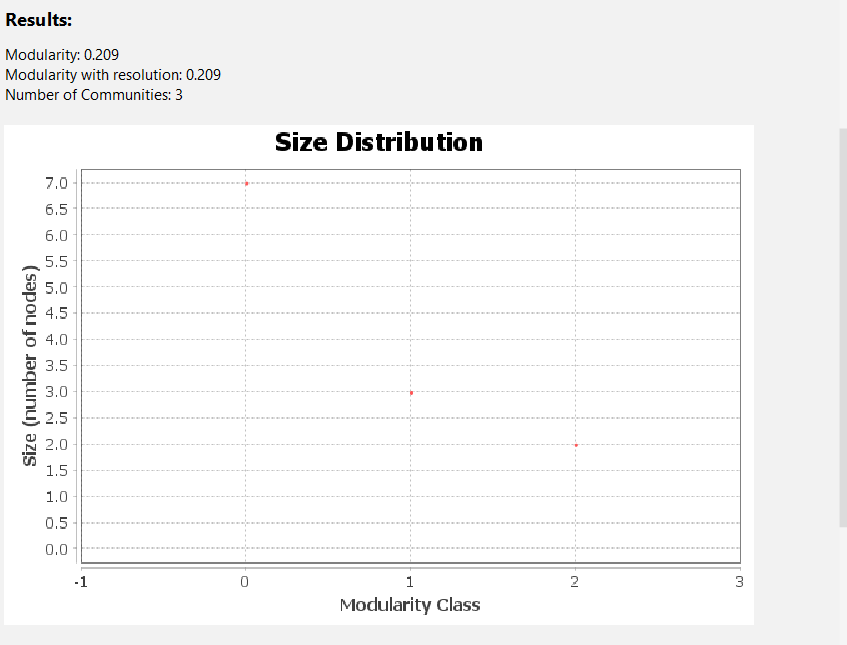 Results:
Modularity: 0.209
Modularity with resolution: 0.209
Number of Communities: 3
Size Distribution
Size (number of nodes)
7.0
6.5
6.0
5.5
5.0
4.5
4.0
3.5
3.0
2.5
2.0
1.5
1.0
0.5
0.0
-1 0 1 2 3
Modularity Class